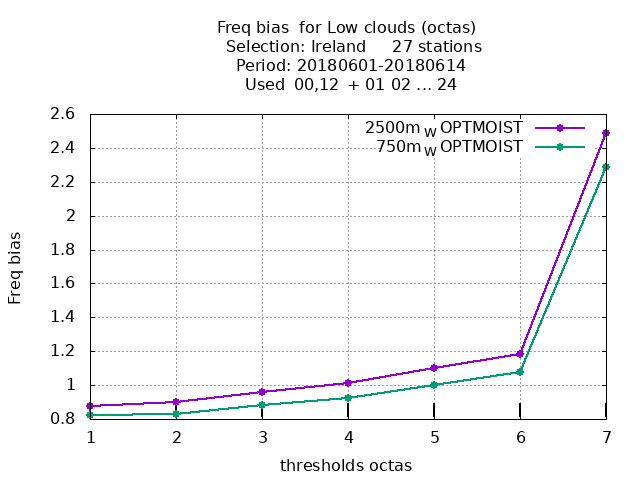 Freq bias  for Low clouds (octas)
Selection: Ireland     27 stations
Period: 20180601-20180614
Used  00,12  + 01 02 ... 24
2500m W OPTMOIST
750m W OPTMOIST
2.6
2.4
2.2
2
1.8
1.6
1.4
1.2
1
0.8
Freq bias
1 2 3 4 5 6 7
thresholds octas